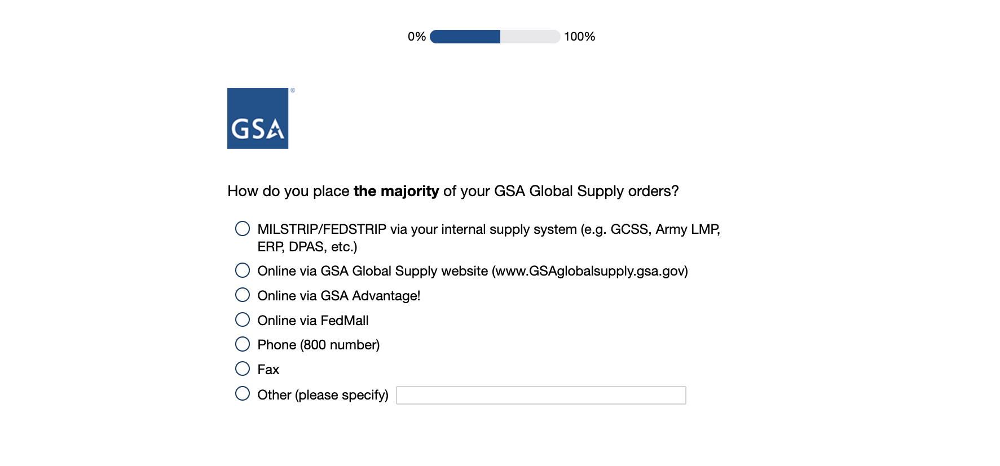 0% 100%
®
GSA
How do you place the majority of your GSA Global Supply orders?
MILSTRIP/FEDSTRIP via your internal supply system (e.g. GCSS, Army LMP,
ERP, DPAS, etc.)
Online via GSA Global Supply website (www.GSAglobalsupply.gsa.gov)
Online via GSA Advantage!
Online via FedMall
Phone (800 number)
Fax
Other (please specify)